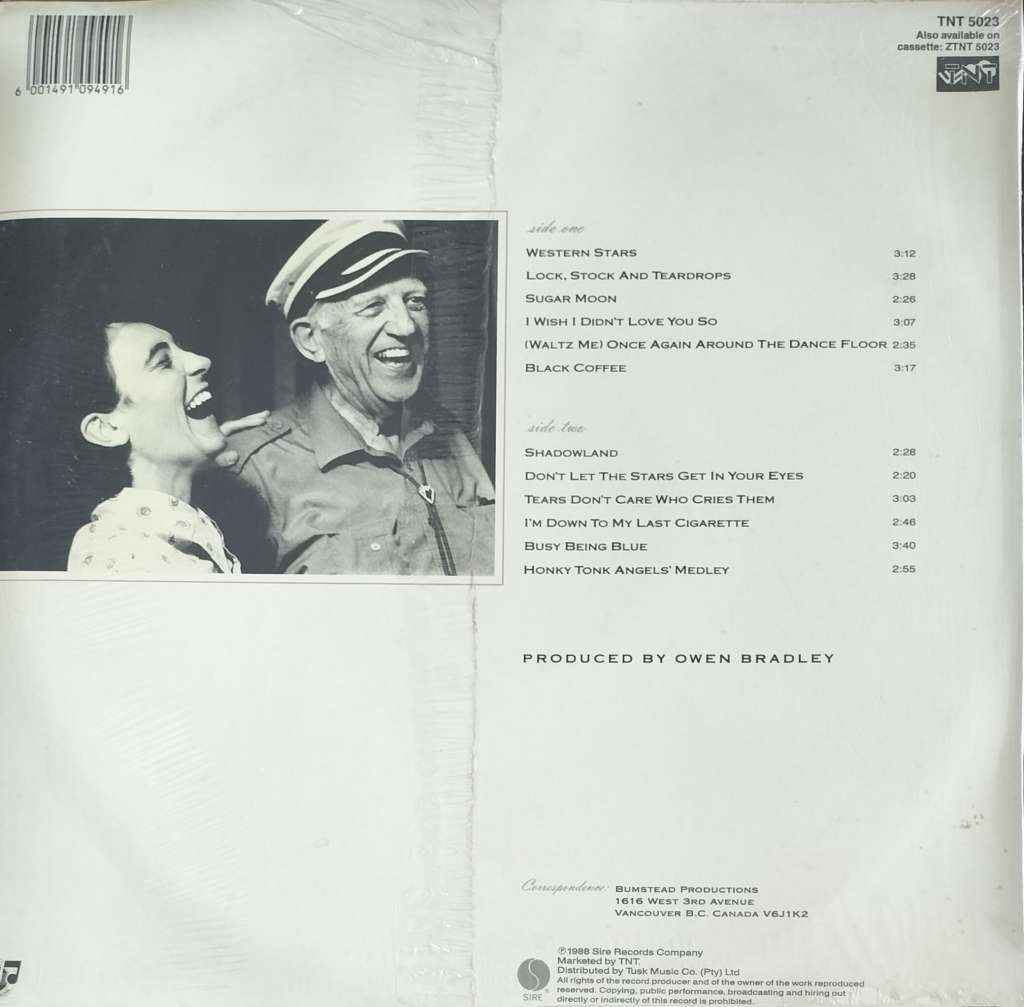 6 001491 094916
TNT 5023
Also available on
cassette: ZTNT 5023
TNT
side one
WESTERN STARS 3:12
LOCK, STOCK AND TEARDROPS 3:28
SUGAR MOON 2:26
I WISH I DIDN'T LOVE YOU SO 3:07
(WALTZ ME) ONCE AGAIN AROUND THE DANCE FLOOR 2:35
BLACK COFFEE 3:17
side two
SHADOWLAND 2:28
DON'T LET THE STARS GET IN YOUR EYES 2:20
TEARS DON'T CARE WHO CRIES THEM 3:03
I'M DOWN TO MY LAST CIGARETTE 2:46
BUSY BEING BLUE 3:40
HONKY TONK ANGELS' MEDLEY 2:55
PRODUCED BY OWEN BRADLEY
Correspondence: BUMSTEAD PRODUCTIONS
1616 WEST 3RD AVENUE
VANCOUVER B.C. CANADA V6J1K2
℗1988 Sire Records Company
Marketed by TNT.
Distributed by Tusk Music Co. (Pty) Ltd
All rights of the record producer and of the owner of the work reproduced
reserved. Copying, public performance, broadcasting and hiring out
directly or indirectly of this record is prohibited.
SIRE